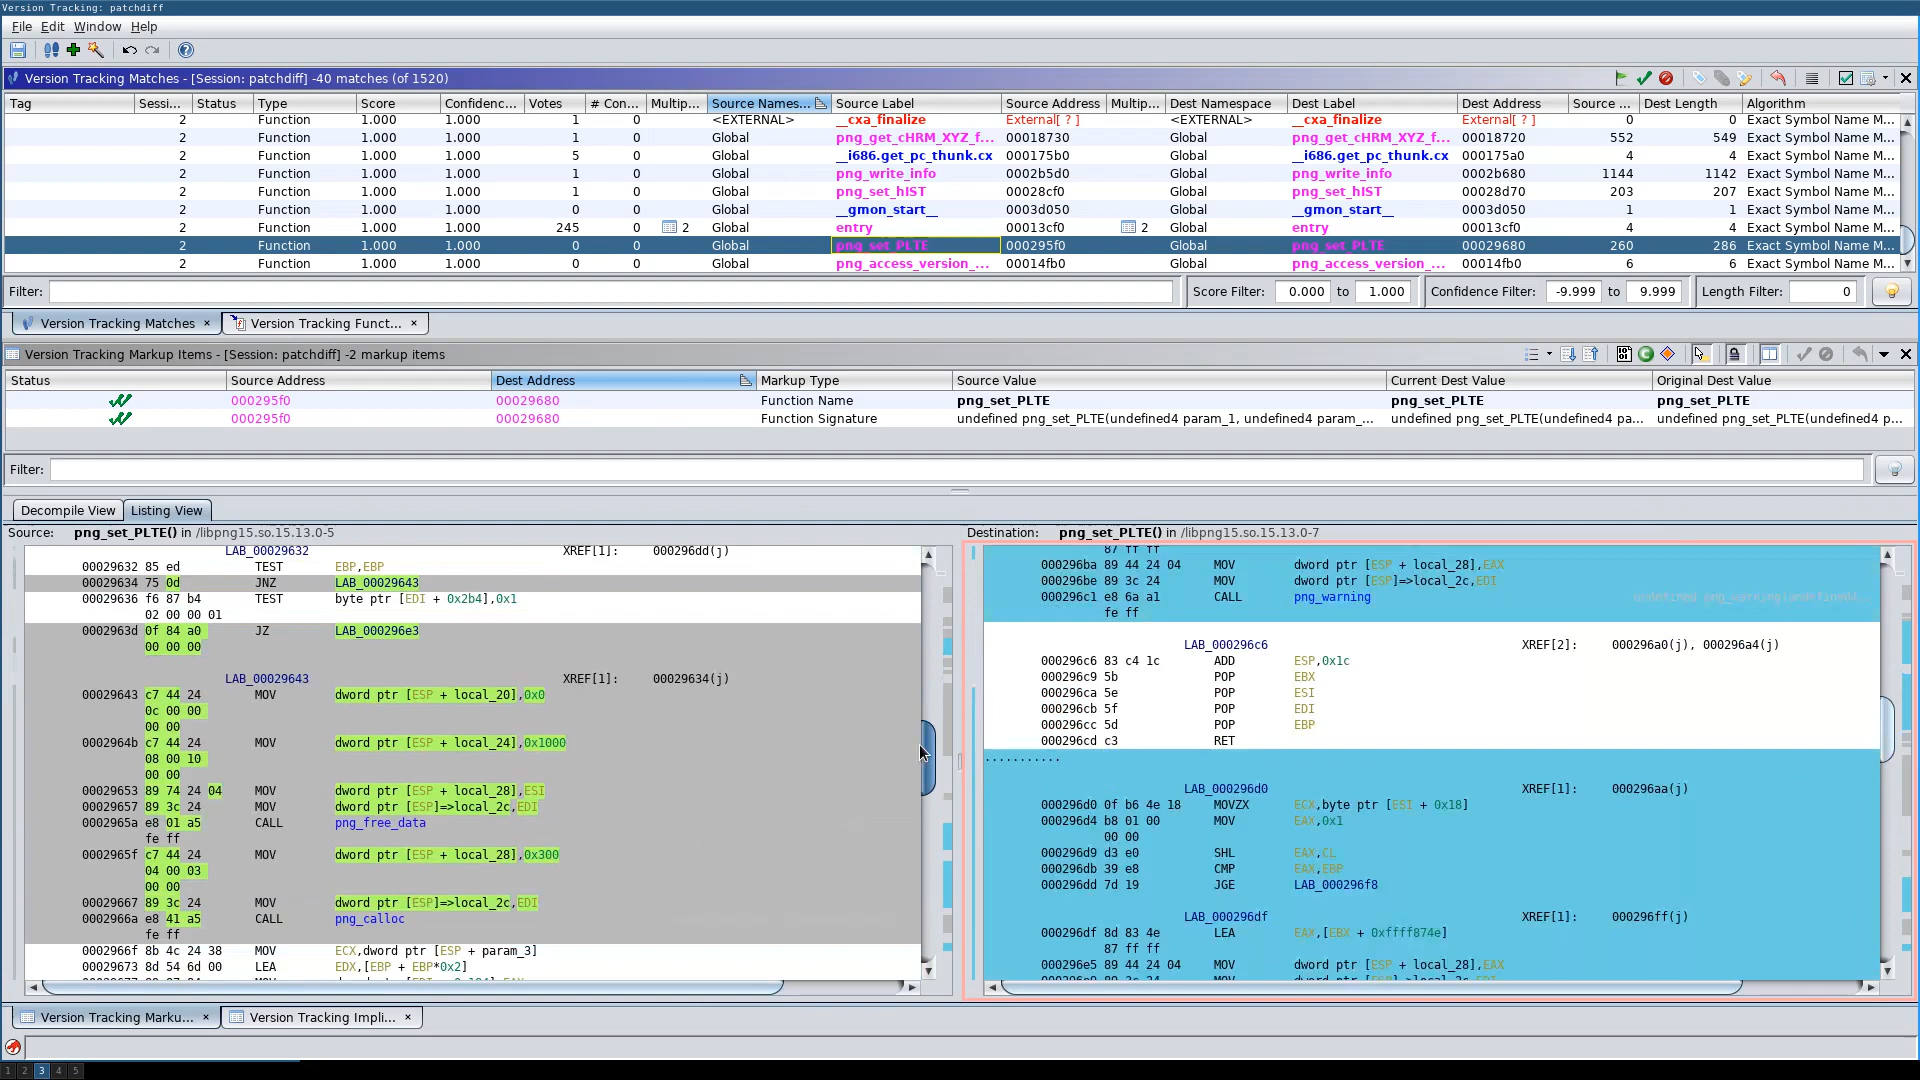 Version Tracking: patchdiff
File Edit Window Help
Version Tracking Matches - [Session: patchdiff] -40 matches (of 1520)
Tag Sessi... Status Type Score Confidenc... Votes # Con... Multip... Source Names... Source Label Source Address Multip... Dest Namespace Dest Label Dest Address Source ... Dest Length Algorithm
2 Function 1.000 1.000 1 0 <EXTERNAL> __cxa_finalize External[ ? ] <EXTERNAL> __cxa_finalize External[ ? ] 0 0 Exact Symbol Name M...
2 Function 1.000 1.000 1 0 Global png_get_cHRM_XYZ_f... 00018730 Global png_get_cHRM_XYZ_f... 00018720 552 549 Exact Symbol Name M...
2 Function 1.000 1.000 5 0 Global __i686.get_pc_thunk.cx 000175b0 Global __i686.get_pc_thunk.cx 000175a0 4 4 Exact Symbol Name M...
2 Function 1.000 1.000 1 0 Global png_write_info 0002b5d0 Global png_write_info 0002b680 1144 1142 Exact Symbol Name M...
2 Function 1.000 1.000 1 0 Global png_set_hIST 00028cf0 Global png_set_hIST 00028d70 203 207 Exact Symbol Name M...
2 Function 1.000 1.000 0 0 Global __gmon_start__ 0003d050 Global __gmon_start__ 0003d050 1 1 Exact Symbol Name M...
2 Function 1.000 1.000 245 0 2 Global entry 00013cf0 2 Global entry 00013cf0 4 4 Exact Symbol Name M...
2 Function 1.000 1.000 0 0 Global png_set_PLTE 000295f0 Global png_set_PLTE 00029680 260 286 Exact Symbol Name M...
2 Function 1.000 1.000 0 0 Global png_access_version_... 00014fb0 Global png_access_version_... 00014fb0 6 6 Exact Symbol Name M...
Filter: Score Filter: 0.000 to 1.000 Confidence Filter: -9.999 to 9.999 Length Filter: 0
Version Tracking Matches × Version Tracking Funct... ×
Version Tracking Markup Items - [Session: patchdiff] -2 markup items
Status Source Address Dest Address Markup Type Source Value Current Dest Value Original Dest Value
000295f0 00029680 Function Name png_set_PLTE png_set_PLTE png_set_PLTE
000295f0 00029680 Function Signature undefined png_set_PLTE(undefined4 param_1, undefined4 param_... undefined png_set_PLTE(undefined4 pa... undefined png_set_PLTE(undefined4 p...
Filter:
Decompile View Listing View
Source: png_set_PLTE() in /libpng15.so.15.13.0-5
LAB_00029632 XREF[1]: 000296dd(j)
00029632 85 ed TEST EBP,EBP
00029634 75 0d JNZ LAB_00029643
00029636 f6 87 b4 TEST byte ptr [EDI + 0x2b4],0x1
02 00 00 01
0002963d 0f 84 a0 JZ LAB_000296e3
00 00 00
LAB_00029643 XREF[1]: 00029634(j)
00029643 c7 44 24 MOV dword ptr [ESP + local_20],0x0
0c 00 00
00 00
0002964b c7 44 24 MOV dword ptr [ESP + local_24],0x1000
08 00 10
00 00
00029653 89 74 24 04 MOV dword ptr [ESP + local_28],ESI
00029657 89 3c 24 MOV dword ptr [ESP]=>local_2c,EDI
0002965a e8 01 a5 CALL png_free_data
fe ff
0002965f c7 44 24 MOV dword ptr [ESP + local_28],0x300
04 00 03
00 00
00029667 89 3c 24 MOV dword ptr [ESP]=>local_2c,EDI
0002966a e8 41 a5 CALL png_calloc
fe ff
0002966f 8b 4c 24 38 MOV ECX,dword ptr [ESP + param_3]
00029673 8d 54 6d 00 LEA EDX,[EBP + EBP*0x2]
Destination: png_set_PLTE() in /libpng15.so.15.13.0-7
87 ff ff
000296ba 89 44 24 04 MOV dword ptr [ESP + local_28],EAX
000296be 89 3c 24 MOV dword ptr [ESP]=>local_2c,EDI
000296c1 e8 6a a1 CALL png_warning
fe ff
LAB_000296c6 XREF[2]: 000296a0(j), 000296a4(j)
000296c6 83 c4 1c ADD ESP,0x1c
000296c9 5b POP EBX
000296ca 5e POP ESI
000296cb 5f POP EDI
000296cc 5d POP EBP
000296cd c3 RET
...........
LAB_000296d0 XREF[1]: 000296aa(j)
000296d0 0f b6 4e 18 MOVZX ECX,byte ptr [ESI + 0x18]
000296d4 b8 01 00 MOV EAX,0x1
00 00
000296d9 d3 e0 SHL EAX,CL
000296db 39 e8 CMP EAX,EBP
000296dd 7d 19 JGE LAB_000296f8
LAB_000296df XREF[1]: 000296ff(j)
000296df 8d 83 4e LEA EAX,[EBX + 0xffff874e]
87 ff ff
000296e5 89 44 24 04 MOV dword ptr [ESP + local_28],EAX
Version Tracking Marku... × Version Tracking Impli... ×
1 2 3 4 5